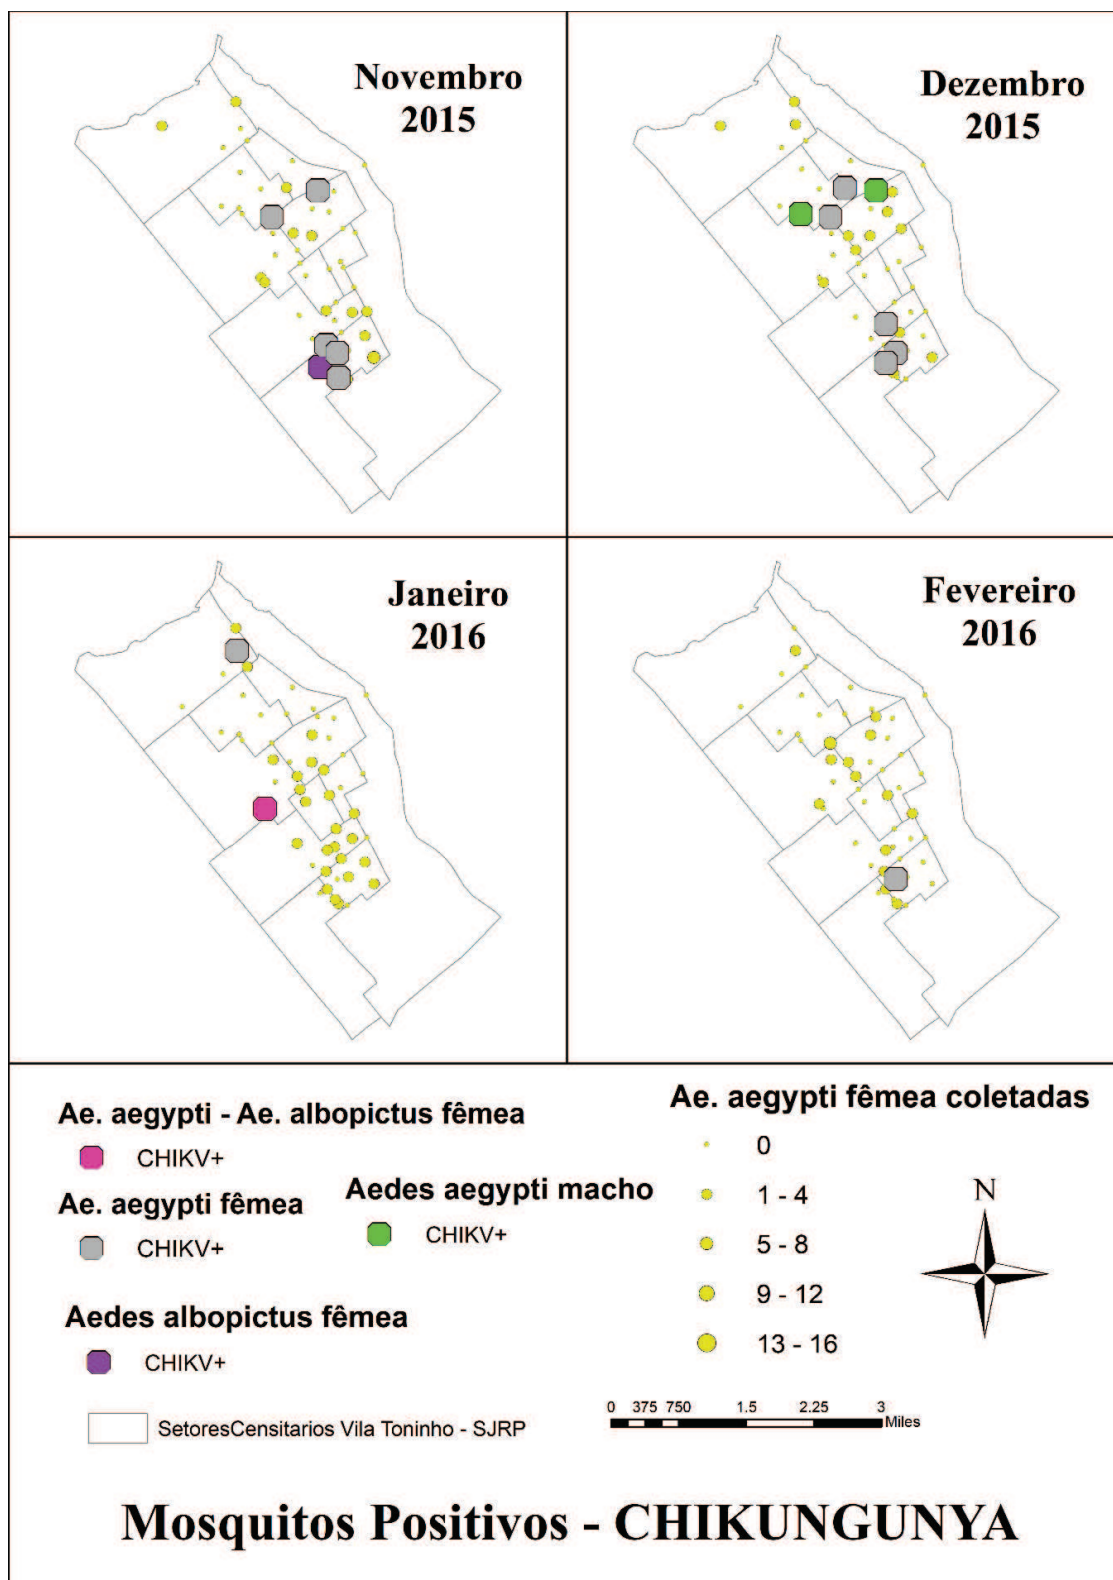 Novembro
2015
Dezembro
2015
Janeiro
2016
Fevereiro
2016
Ae. aegypti - Ae. albopictus fêmea
CHIKV+
Ae. aegypti fêmea
CHIKV+
Aedes aegypti macho
CHIKV+
Aedes albopictus fêmea
CHIKV+
SetoresCensitarios Vila Toninho - SJRP
Ae. aegypti fêmea coletadas
0
1 - 4
5 - 8
9 - 12
13 - 16
N
0 375 750 1.5 2.25 3
Miles
Mosquitos Positivos - CHIKUNGUNYA